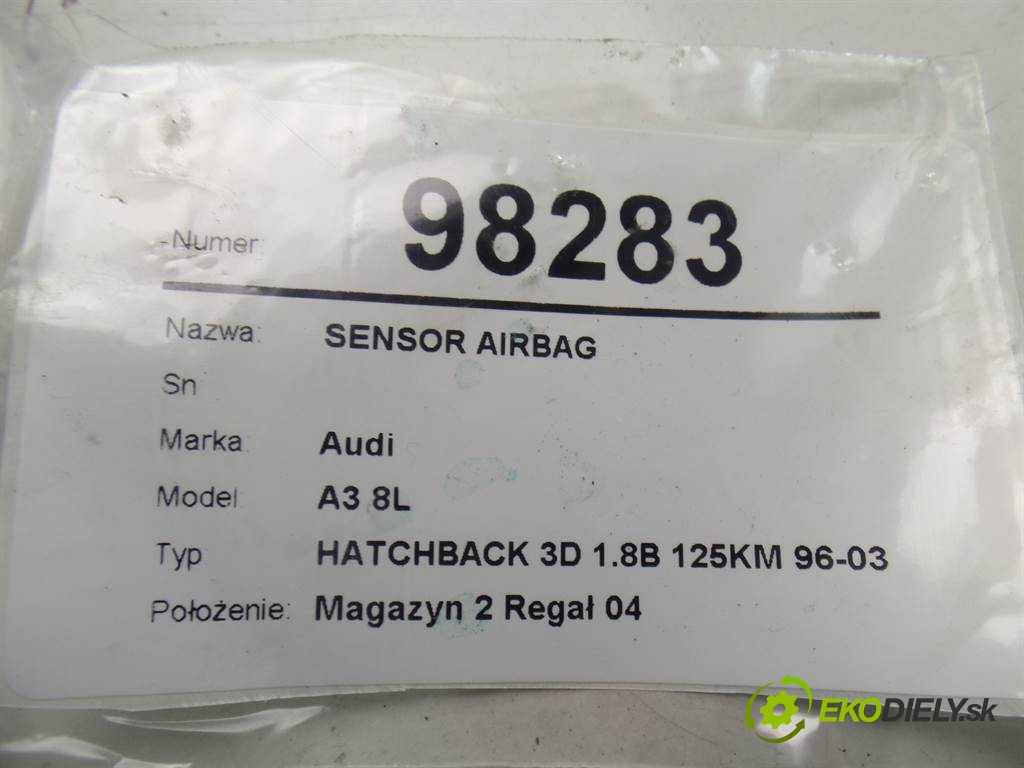 Numer: 98283
Nazwa: SENSOR AIRBAG
Sn
Marka Audi
Model A3 8L
Typ HATCHBACK 3D 1.8B 125KM 96-03
Położenie: Magazyn 2 Regał 04
EKODIELY.sk